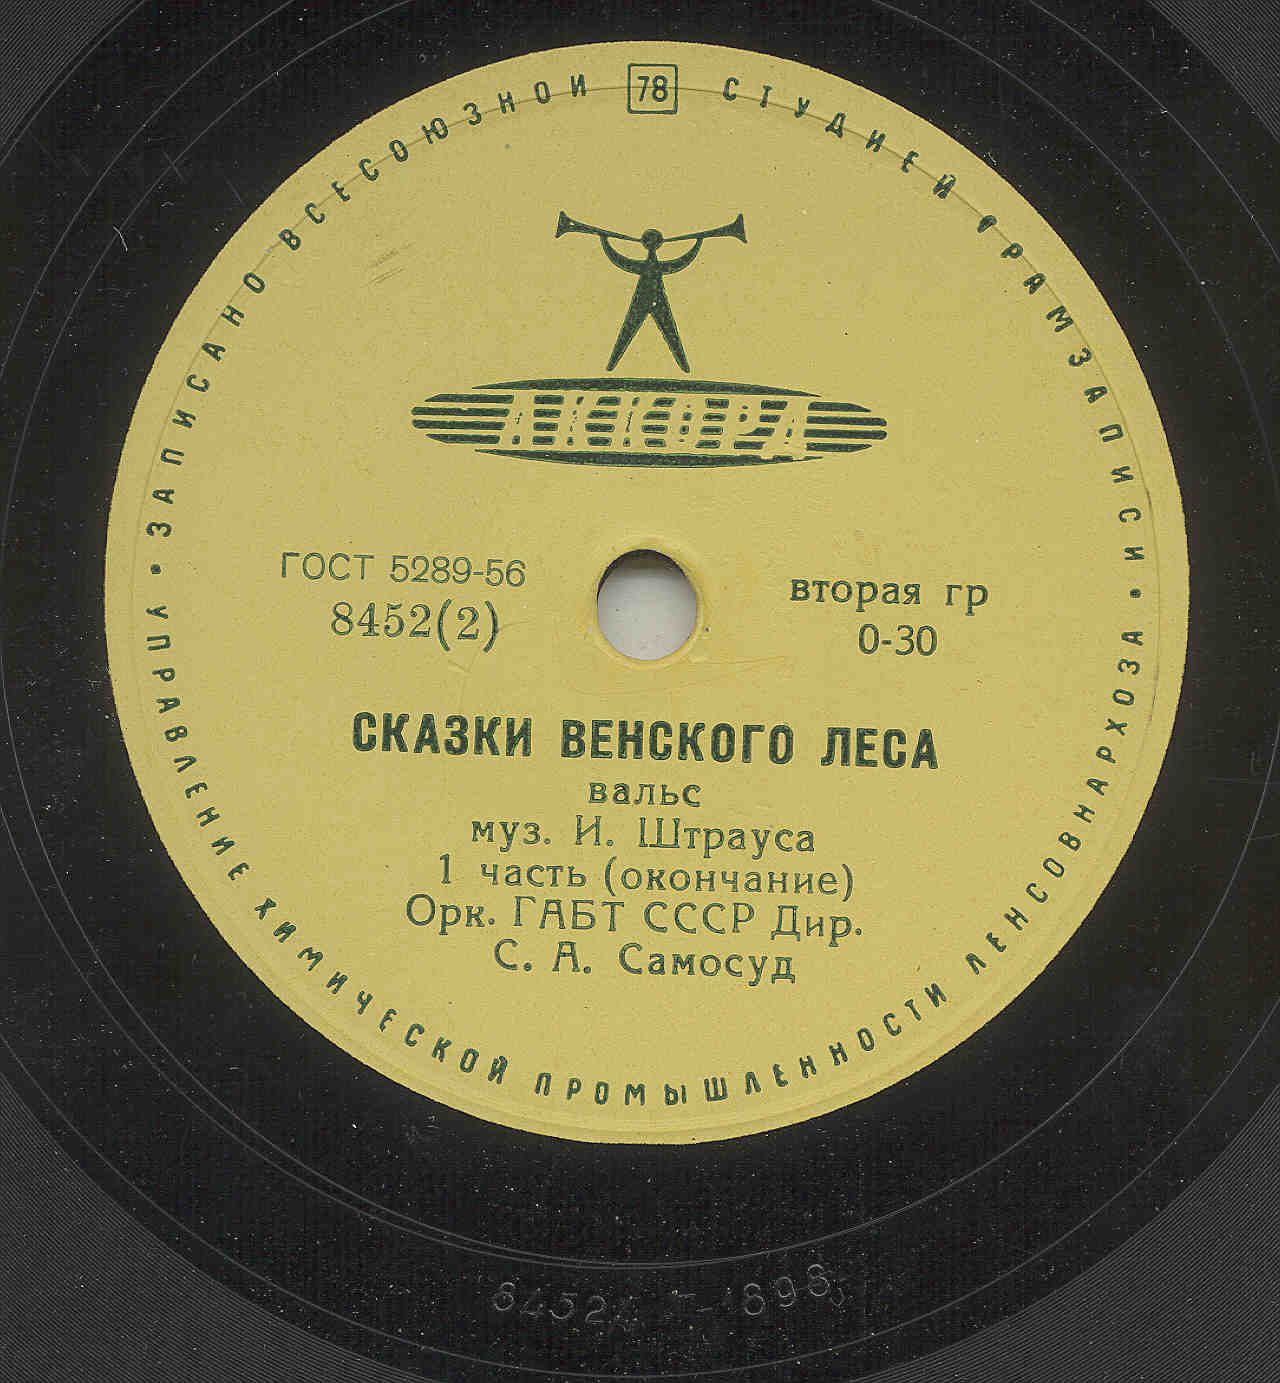 ЗАПИСАНО ВСЕСОЮЗНОЙ 78 СТУДИЕЙ ГРАМЗАПИСИ
АККОРД
ГОСТ 5289-56
8452(2)
вторая гр
0-30
СКАЗКИ ВЕНСКОГО ЛЕСА
вальс
муз. И. Штрауса
1 часть (окончание)
Орк. ГАБТ СССР Дир.
С. А. Самосуд
УПРАВЛЕНИЕ ХИМИЧЕСКОЙ ПРОМЫШЛЕННОСТИ ЛЕНСОВНАРХОЗА